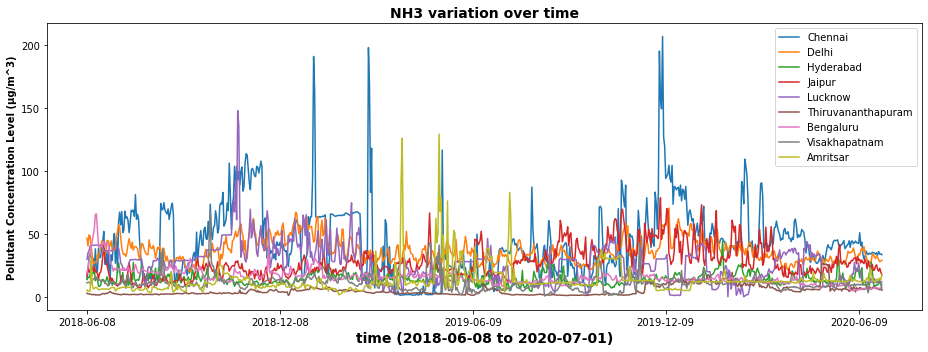 NH3 variation over time
Pollutant Concentration Level (µg/m^3)
200
150
100
50
0
Chennai
Delhi
Hyderabad
Jaipur
Lucknow
Thiruvananthapuram
Bengaluru
Visakhapatnam
Amritsar
2018-06-08
2018-12-08
2019-06-09
2019-12-09
2020-06-09
time (2018-06-08 to 2020-07-01)